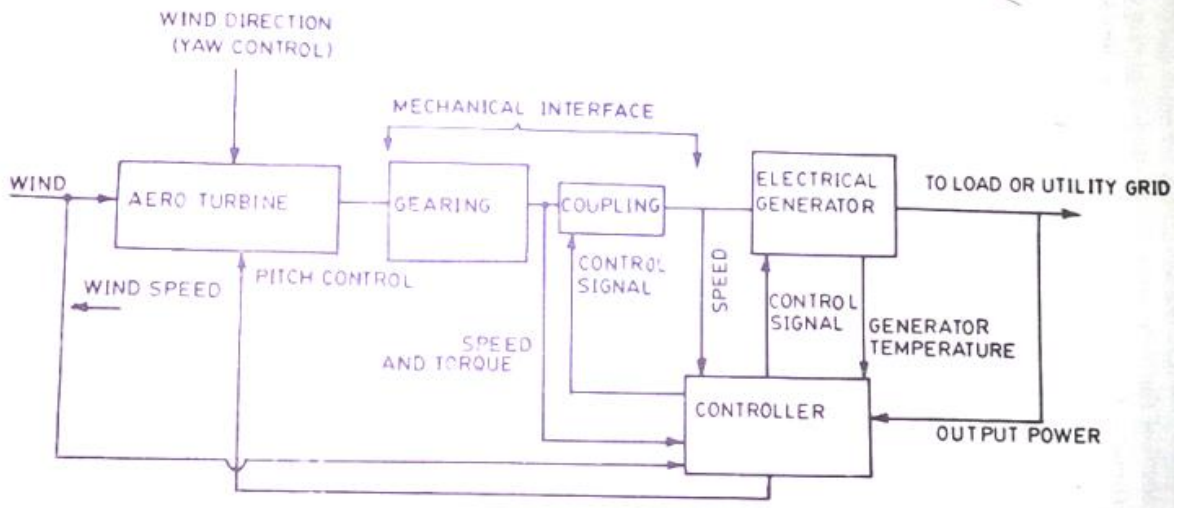 WIND DIRECTION
(YAW CONTROL)
MECHANICAL INTERFACE
WIND
AERO TURBINE
GEARING
COUPLING
ELECTRICAL
GENERATOR
TO LOAD OR UTILITY GRID
PITCH CONTROL
WIND SPEED
CONTROL
SIGNAL
SPEED
CONTROL
SIGNAL
GENERATOR
TEMPERATURE
SPEED
AND TORQUE
CONTROLLER
OUTPUT POWER